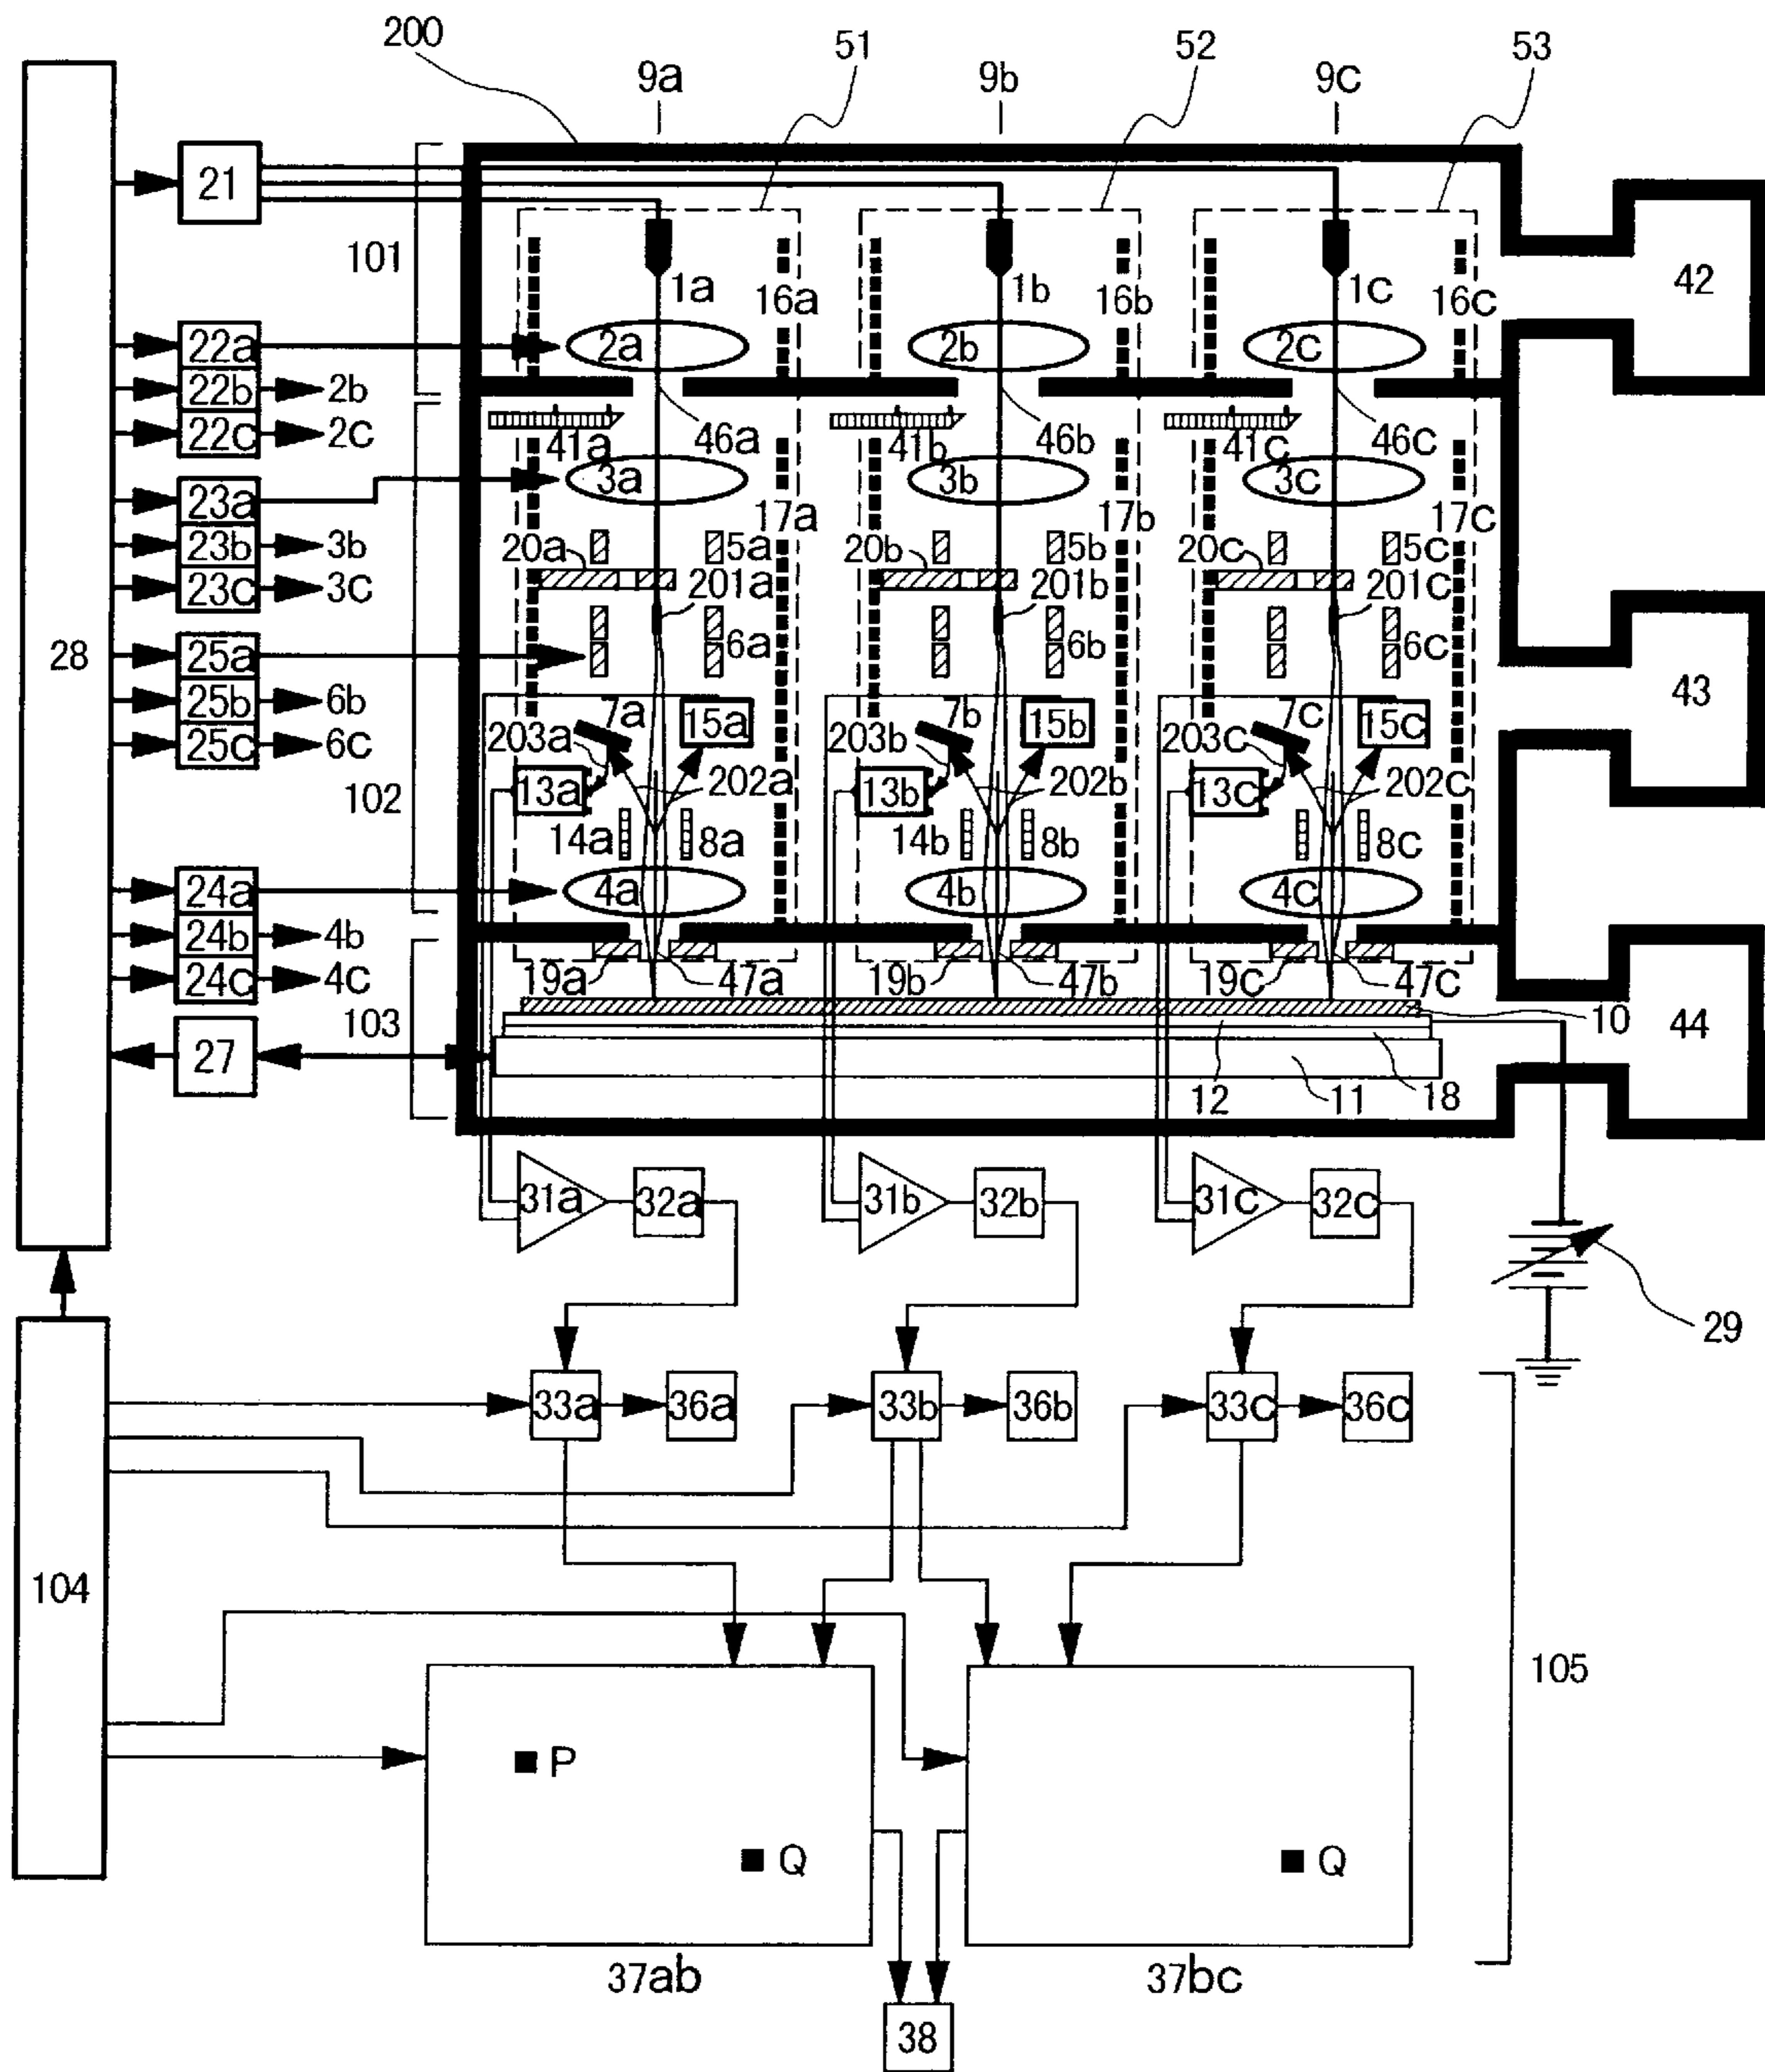 200 51 52 53
9a 9b 9c
21
101
1a 16a 1b 16b 1c 16c 42
22a 2a 2b 2c
22b 2b
22c 2c
41a 46a 41b 46b 41c 46c
23a 3a 3b 3c
17a 17b 17c
23b 3b 20a 5a 20b 5b 20c 5c
23c 3c 201a 201b 201c
28 25a 6a 6b 6c
25b 6b 7a 15a 7b 15b 7c 15c 43
25c 6c 203a 203b 203c
102 13a 202a 13b 202b 13c 202c
14a 8a 14b 8b 8c
24a 4a 4b 4c
24b 4b
24c 4c 19a 47a 19b 47b 19c 47c
103 10 44
27
12 11 18
31a 32a 31b 32b 31c 32c
29
33a 36a 33b 36b 33c 36c
104
105
P
Q Q
37ab 37bc
38